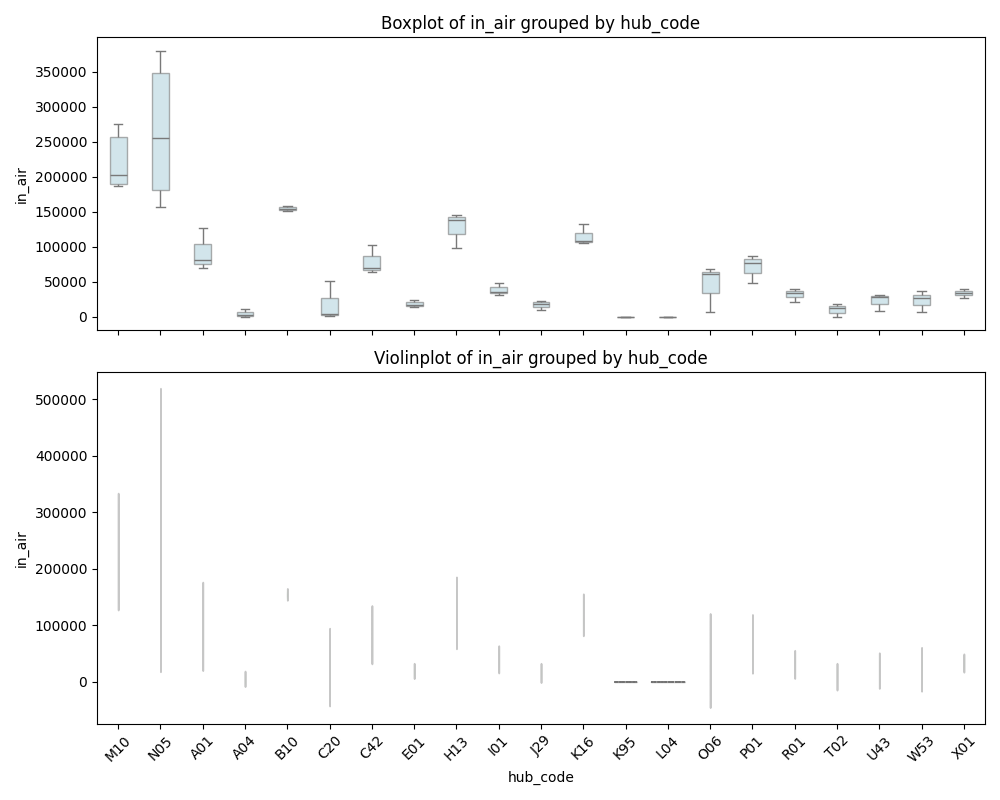 Boxplot of in_air grouped by hub_code
350000
300000
250000
200000
150000
100000
50000
0
in_air
Violinplot of in_air grouped by hub_code
500000
400000
300000
200000
100000
0
in_air
M10 N05 A01 A04 B10 C20 C42 E01 H13 I01 J29 K16 K95 L04 O06 P01 R01 T02 U43 W53 X01
hub_code